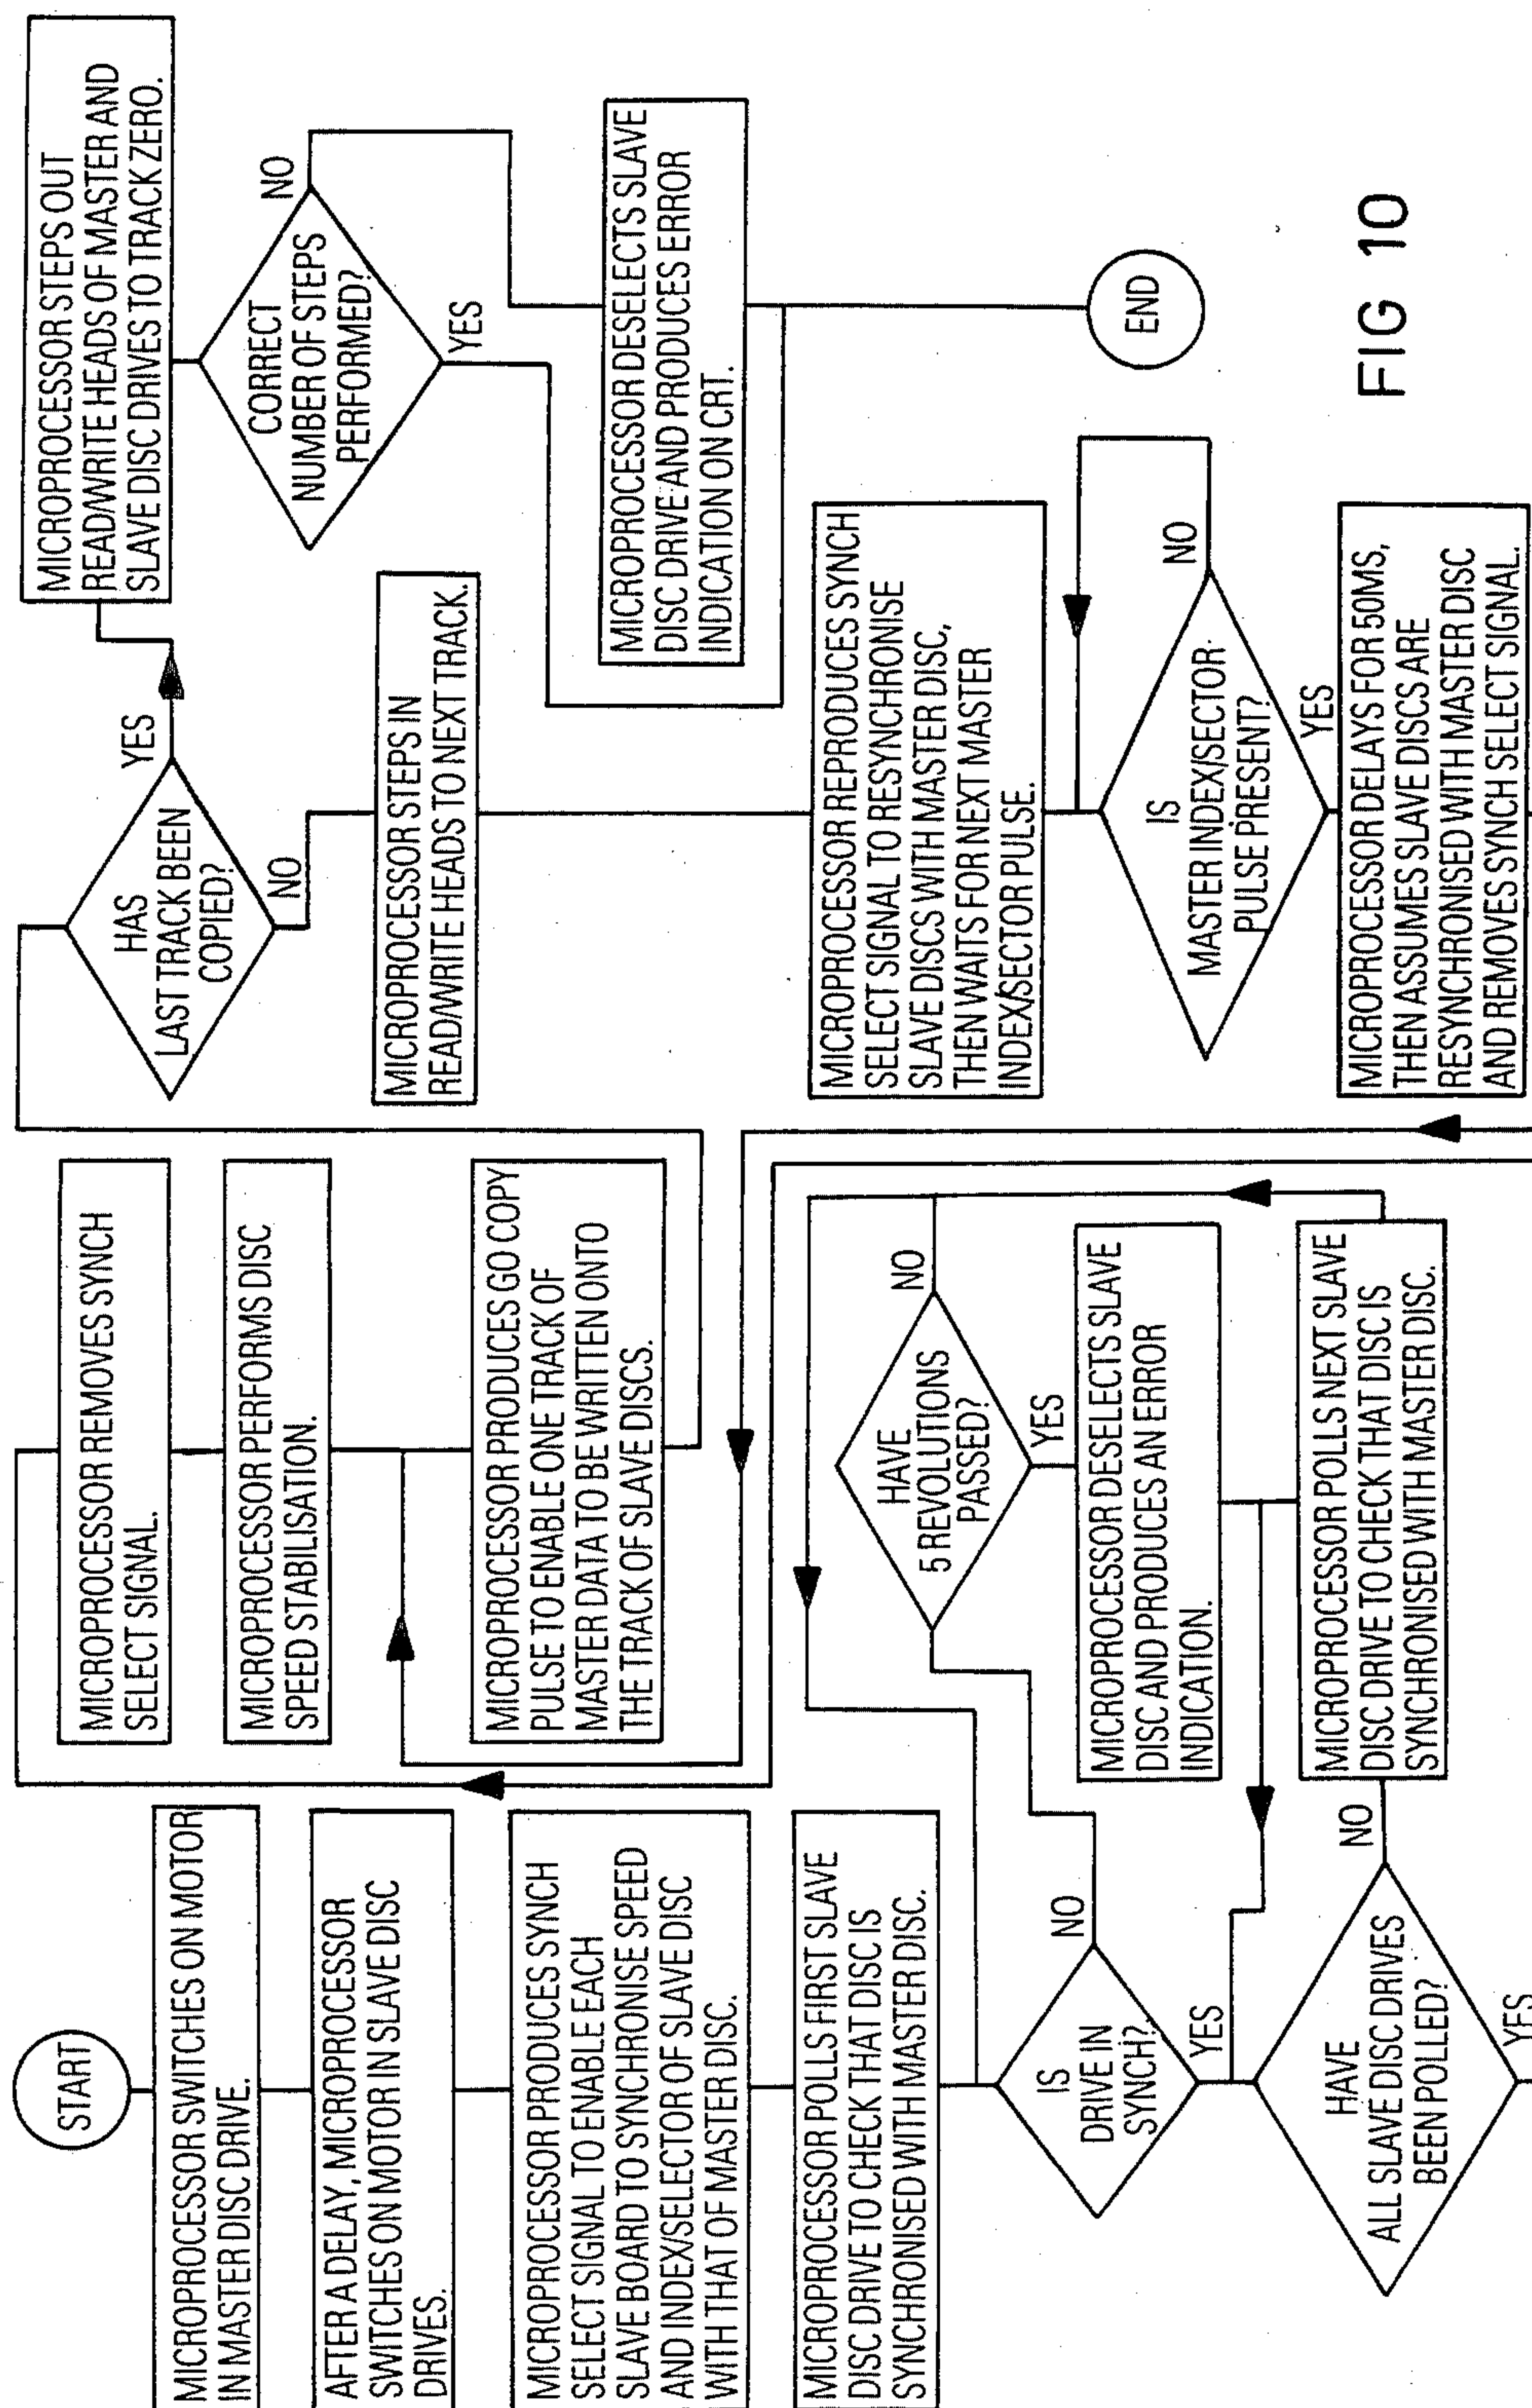 START
MICROPROCESSOR SWITCHES ON MOTOR
IN MASTER DISC DRIVE.
AFTER A DELAY, MICROPROCESSOR
SWITCHES ON MOTOR IN SLAVE DISC
DRIVES.
MICROPROCESSOR PRODUCES SYNCH
SELECT SIGNAL TO ENABLE EACH
SLAVE BOARD TO SYNCHRONISE SPEED
AND INDEX/SELECTOR OF SLAVE DISC
WITH THAT OF MASTER DISC.
MICROPROCESSOR POLLS FIRST SLAVE
DISC DRIVE TO CHECK THAT DISC IS
SYNCHRONISED WITH MASTER DISC.
IS
DRIVE IN
SYNCH?
NO
YES
HAVE
ALL SLAVE DISC DRIVES
BEEN POLLED?
NO
YES
MICROPROCESSOR REMOVES SYNCH
SELECT SIGNAL.
MICROPROCESSOR PERFORMS DISC
SPEED STABILISATION.
MICROPROCESSOR PRODUCES GO COPY
PULSE TO ENABLE ONE TRACK OF
MASTER DATA TO BE WRITTEN ONTO
THE TRACK OF SLAVE DISCS.
HAVE
5 REVOLUTIONS
PASSED?
NO
YES
MICROPROCESSOR DESELECTS SLAVE
DISC AND PRODUCES AN ERROR
INDICATION.
MICROPROCESSOR POLLS NEXT SLAVE
DISC DRIVE TO CHECK THAT DISC IS
SYNCHRONISED WITH MASTER DISC.
HAS
LAST TRACK BEEN
COPIED?
YES
NO
MICROPROCESSOR STEPS IN
READ/WRITE HEADS TO NEXT TRACK.
MICROPROCESSOR REPRODUCES SYNCH
SELECT SIGNAL TO RESYNCHRONISE
SLAVE DISCS WITH MASTER DISC,
THEN WAITS FOR NEXT MASTER
INDEX/SECTOR PULSE.
IS
MASTER INDEX/SECTOR
PULSE PRESENT?
NO
YES
MICROPROCESSOR DELAYS FOR 50MS,
THEN ASSUMES SLAVE DISCS ARE
RESYNCHRONISED WITH MASTER DISC
AND REMOVES SYNCH SELECT SIGNAL.
MICROPROCESSOR STEPS OUT
READ/WRITE HEADS OF MASTER AND
SLAVE DISC DRIVES TO TRACK ZERO.
CORRECT
NUMBER OF STEPS
PERFORMED?
NO
YES
MICROPROCESSOR DESELECTS SLAVE
DISC DRIVE AND PRODUCES ERROR
INDICATION ON CRT.
END
FIG 10